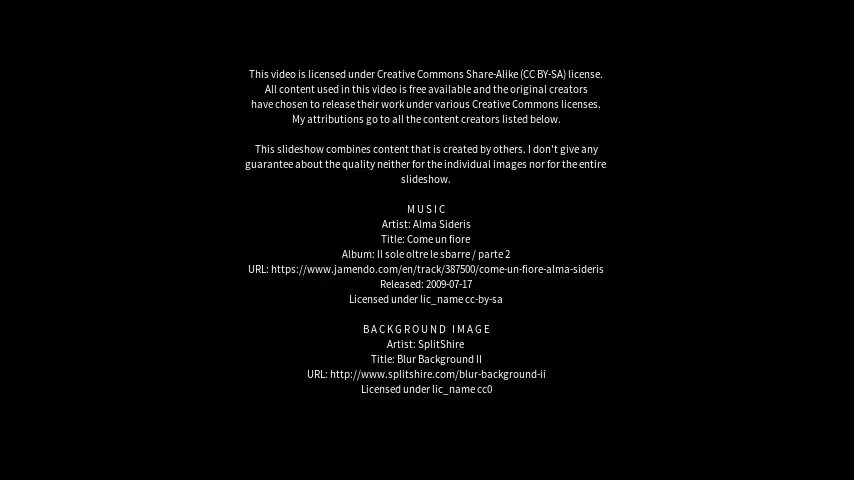 This video is licensed under Creative Commons Share-Alike (CC BY-SA) license.
All content used in this video is free available and the original creators
have chosen to release their work under various Creative Commons licenses.
My attributions go to all the content creators listed below.
This slideshow combines content that is created by others. I don't give any
guarantee about the quality neither for the individual images nor for the entire
slideshow.
MUSIC
Artist: Alma Sideris
Title: Come un fiore
Album: Il sole oltre le sbarre / parte 2
URL: https://www.jamendo.com/en/track/387500/come-un-fiore-alma-sideris
Released: 2009-07-17
Licensed under lic_name cc-by-sa
BACKGROUND IMAGE
Artist: SplitShire
Title: Blur Background II
URL: http://www.splitshire.com/blur-background-ii
Licensed under lic_name cc0